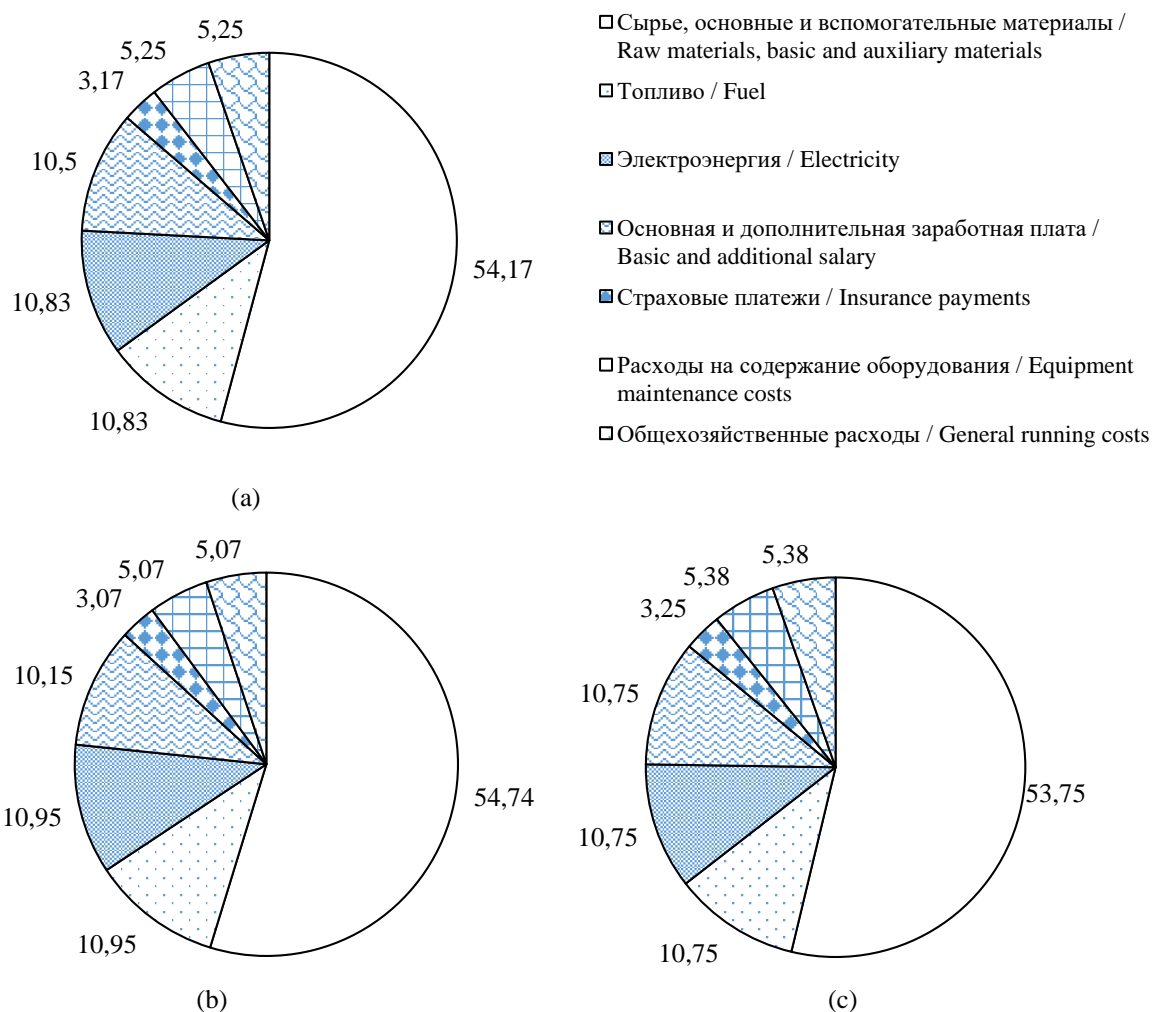 5,25
5,25
3,17
10,5
10,83
10,83
54,17
(a)
Сырье, основные и вспомогательные материалы /
Raw materials, basic and auxiliary materials
Топливо / Fuel
Электроэнергия / Electricity
Основная и дополнительная заработная плата /
Basic and additional salary
Страховые платежи / Insurance payments
Расходы на содержание оборудования / Equipment
maintenance costs
Общехозяйственные расходы / General running costs
5,07
5,07
3,07
10,15
10,95
10,95
54,74
(b)
5,38
5,38
3,25
10,75
10,75
10,75
53,75
(c)